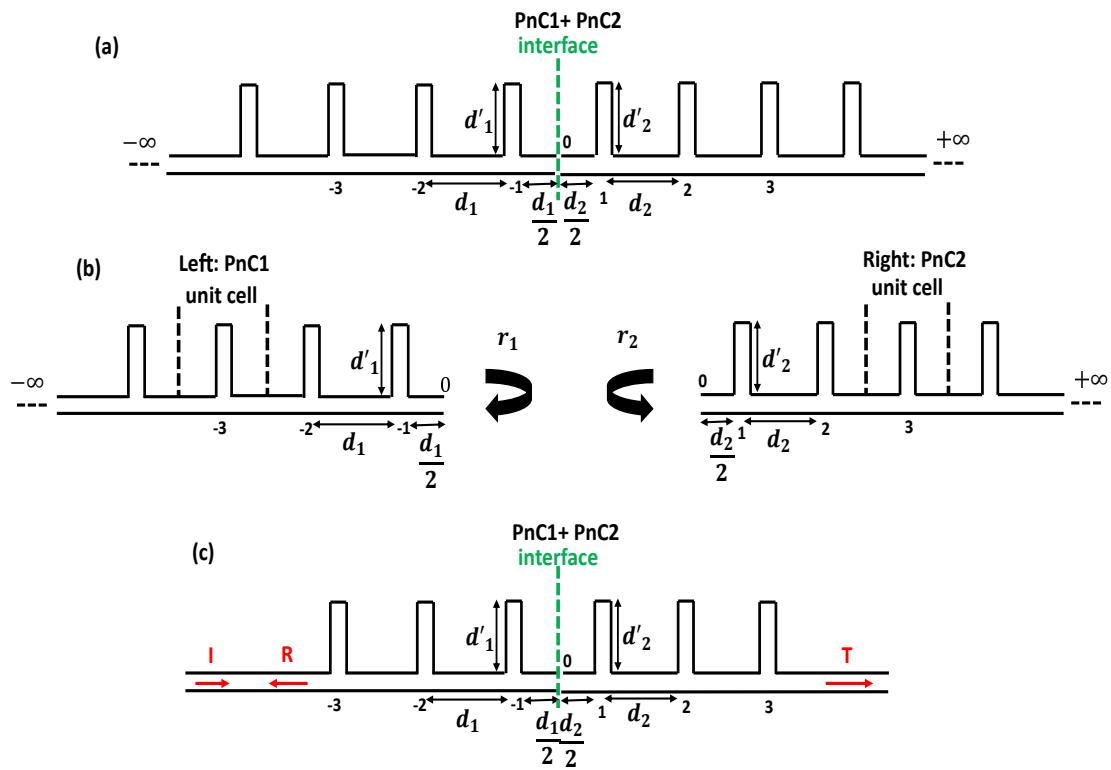 PnC1+ PnC2
(a)
interface
d'₁
d'₂
0
−∞
+∞
-3
-2
d₁
-1
d₁/2
d₂/2
1
d₂
2
3
(b)
Left: PnC1
unit cell
Right: PnC2
unit cell
r₁
r₂
d'₁
d'₂
−∞
0
0
+∞
-3
-2
d₁
-1
d₁/2
d₂/2
1
d₂
2
3
PnC1+ PnC2
(c)
interface
d'₁
d'₂
I
R
0
T
-3
-2
d₁
-1
d₁/2
d₂/2
1
d₂
2
3